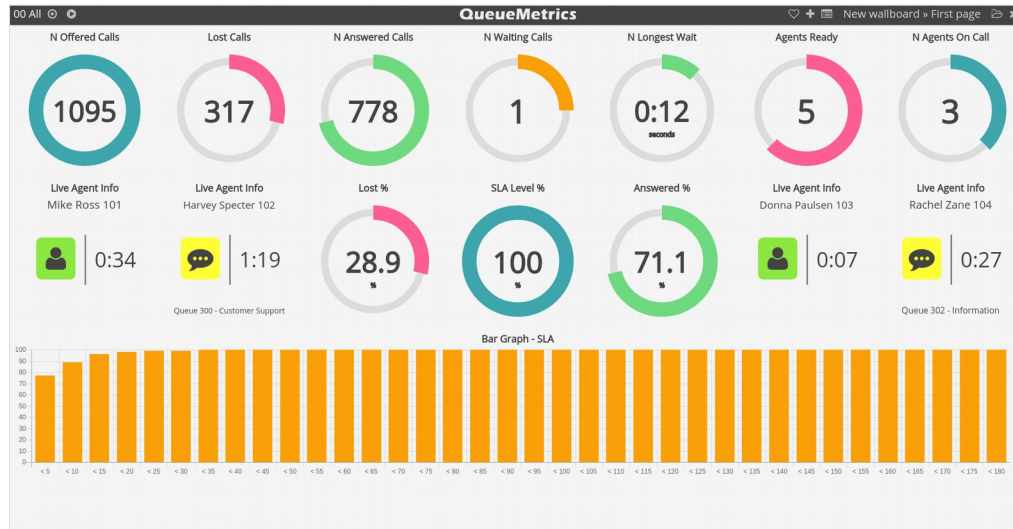 00 All
QueueMetrics
New wallboard » First page
N Offered Calls
Lost Calls
N Answered Calls
N Waiting Calls
N Longest Wait
Agents Ready
N Agents On Call
1095
317
778
1
0:12
seconds
5
3
Live Agent Info
Mike Ross 101
Live Agent Info
Harvey Specter 102
Lost %
SLA Level %
Answered %
Live Agent Info
Donna Paulsen 103
Live Agent Info
Rachel Zane 104
0:34
1:19
28.9
%
100
%
71.1
%
0:07
0:27
Queue 300 - Customer Support
Queue 302 - Information
Bar Graph - SLA
100
90
80
70
60
50
40
30
20
10
0
< 5 < 10 < 15 < 20 < 25 < 30 < 35 < 40 < 45 < 50 < 55 < 60 < 65 < 70 < 75 < 80 < 85 < 90 < 95 < 100 < 105 < 110 < 115 < 120 < 125 < 130 < 135 < 140 < 145 < 150 < 155 < 160 < 165 < 170 < 175 < 180